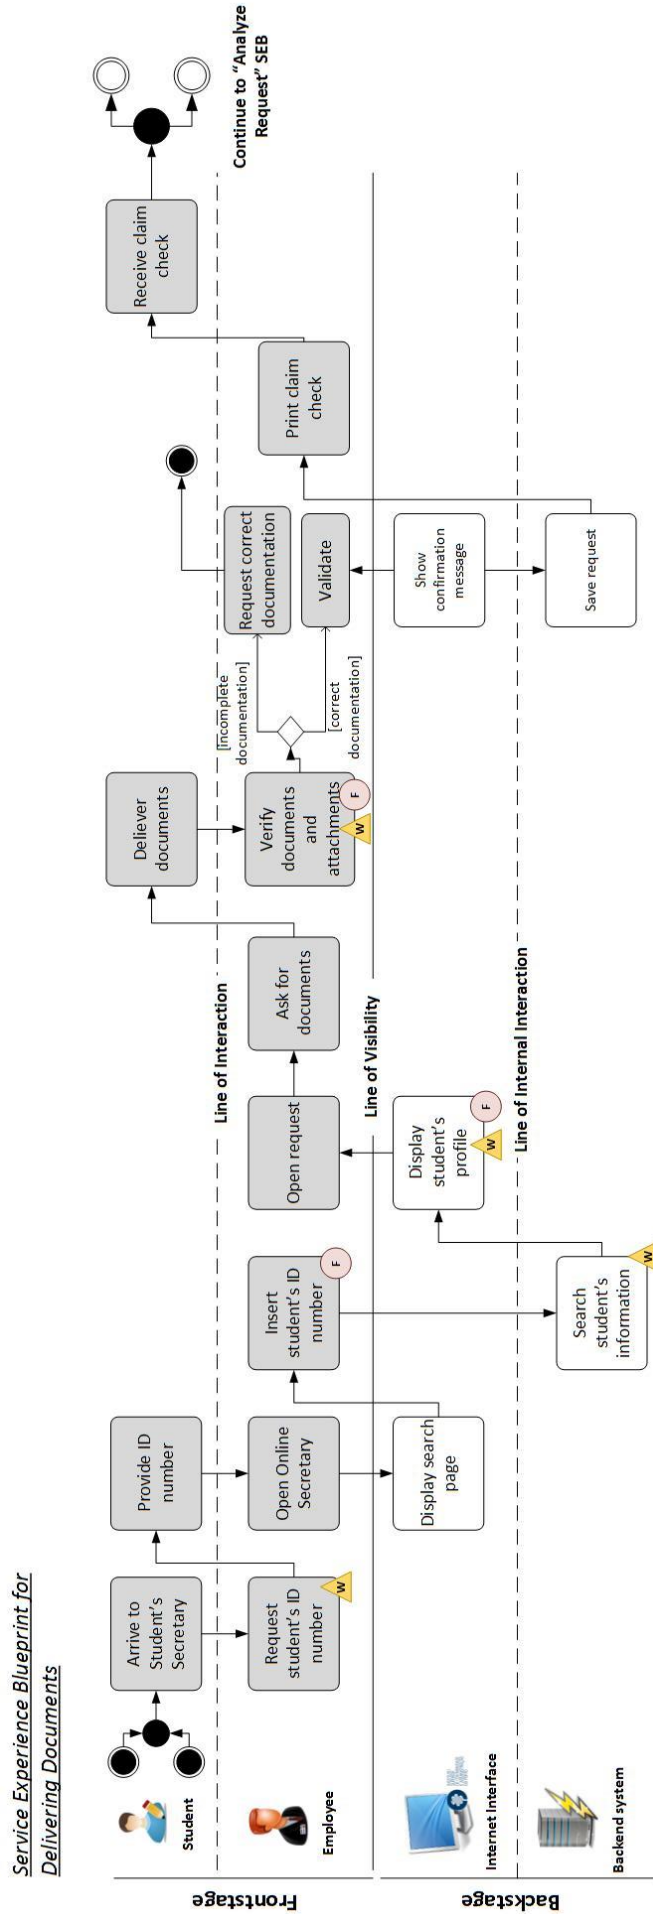 Service Experience Blueprint for
Delivering Documents
Frontstage
Backstage
Student
Employee
Internet Interface
Backend system
Arrive to
Student's
Secretary
Request
student's ID
number
W
Provide ID
number
Open Online
Secretary
Display search
page
Insert
student's ID
number
F
Search
student's
information
W
Open request
Display
student's
profile
W
F
Line of Interaction
Line of Visibility
Line of Internal Interaction
Ask for
documents
Deliever
documents
Verify
documents
and
attachments
W
F
[incomplete
documentation]
[correct
documentation]
Request correct
documentation
Validate
Show
confirmation
message
Save request
Print claim
check
Receive claim
check
Continue to "Analyze
Request" SEB